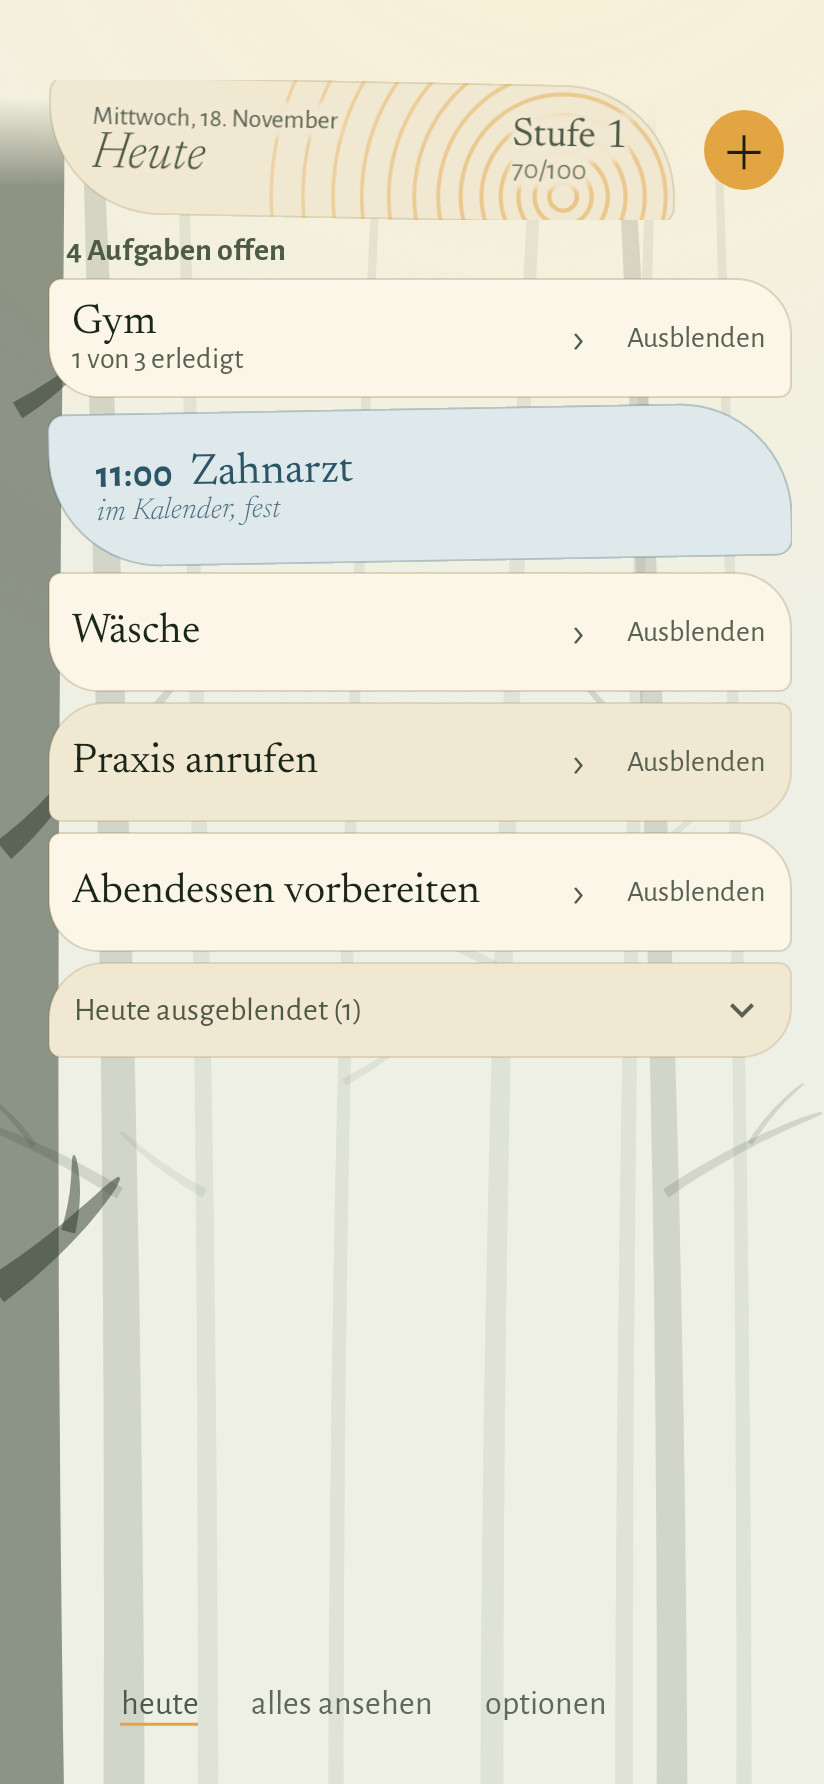 Mittwoch, 18. November
Heute
Stufe 1
70/100
+
4 Aufgaben offen
Gym
1 von 3 erledigt
› Ausblenden
11:00 Zahnarzt
im Kalender, fest
Wäsche › Ausblenden
Praxis anrufen › Ausblenden
Abendessen vorbereiten › Ausblenden
Heute ausgeblendet (1)
heute alles ansehen optionen